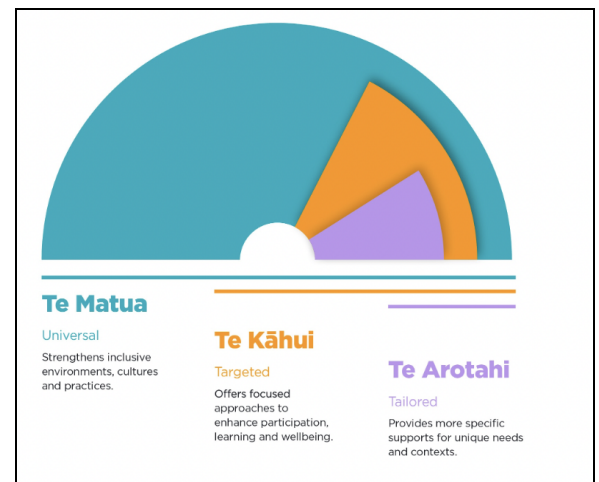 Te Matua
Universal
Strengthens inclusive
environments, cultures
and practices.
Te Kāhui
Targeted
Offers focused
approaches to
enhance participation,
learning and wellbeing.
Te Arotahi
Tailored
Provides more specific
supports for unique needs
and contexts.